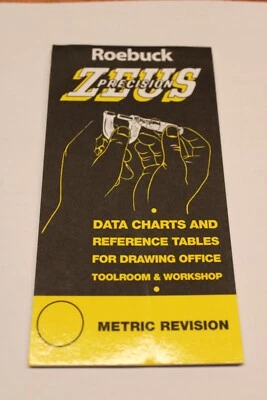 Roebuck
ZEUS
PRECISION
DATA CHARTS AND
REFERENCE TABLES
FOR DRAWING OFFICE
TOOLROOM & WORKSHOP
METRIC REVISION